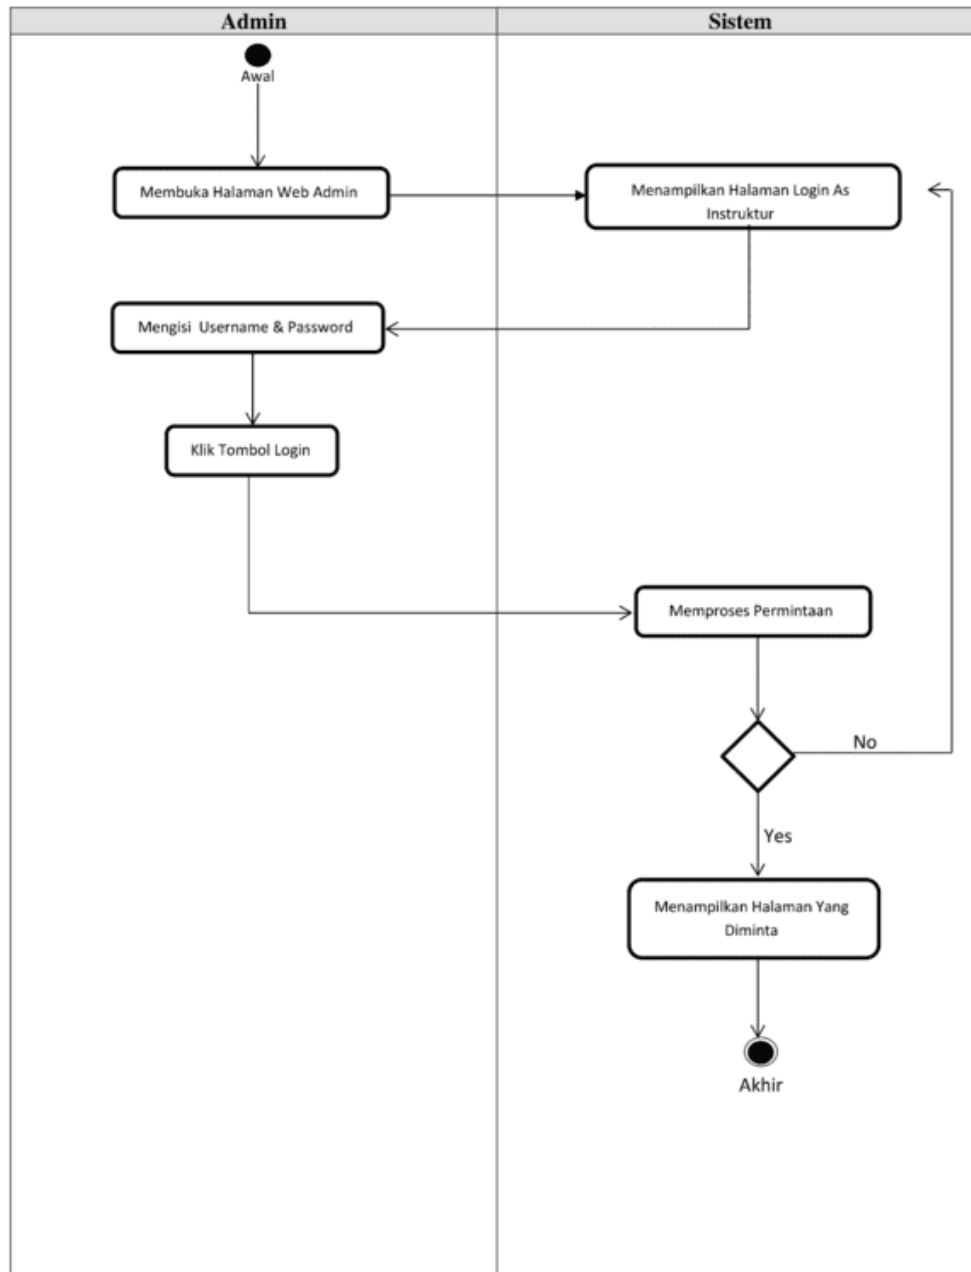 Admin
Sistem
Awal
Membuka Halaman Web Admin
Menampilkan Halaman Login As
Instruktur
Mengisi Username & Password
Klik Tombol Login
Memproses Permintaan
No
Yes
Menampilkan Halaman Yang
Diminta
Akhir